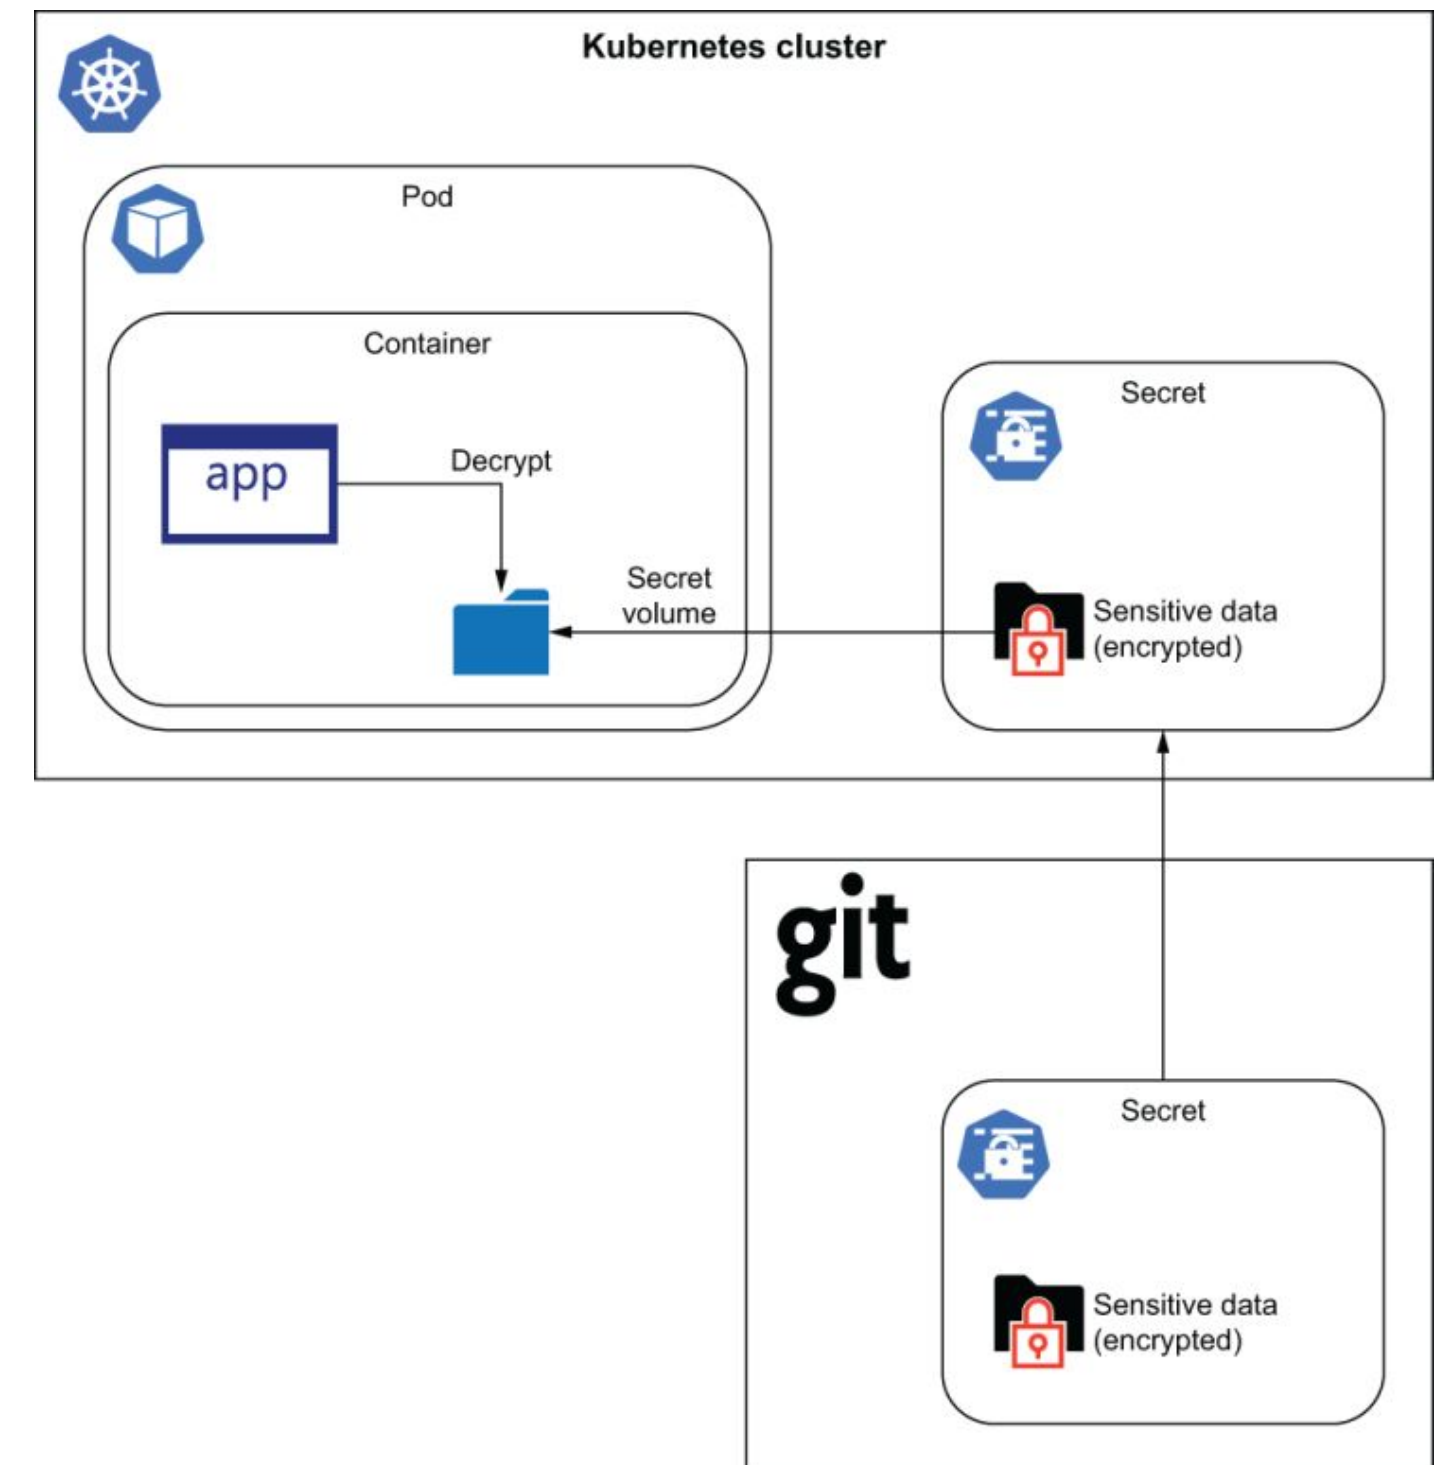 Kubernetes cluster
Pod
Container
app
Decrypt
Secret
volume
Secret
Sensitive data
(encrypted)
git
Secret
Sensitive data
(encrypted)